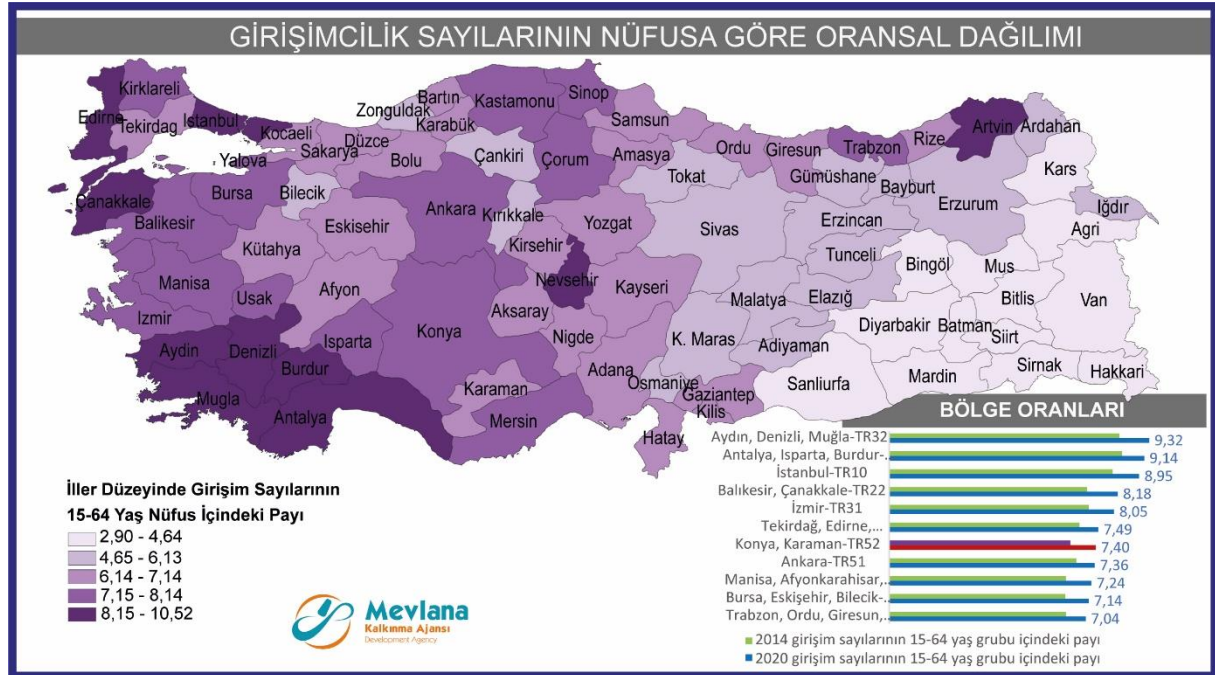 GİRİŞİMCİLİK SAYILARININ NÜFUSA GÖRE ORANSAL DAĞILIMI
Kirklareli
Edirne
Tekirdag
Istanbul
Kocaeli
Yalova
Sakarya
Düzce
Zonguldak
Bartın
Karabük
Kastamonu
Sinop
Samsun
Bolu
Çankiri
Çorum
Amasya
Ordu
Giresun
Trabzon
Rize
Artvin
Ardahan
Kars
Tokat
Gümüshane
Bayburt
Erzurum
Iğdır
Agri
Çanakkale
Balikesir
Bursa
Bilecik
Eskisehir
Ankara
Kırıkkale
Kirsehir
Yozgat
Sivas
Erzincan
Tunceli
Bingöl
Mus
Kütahya
Manisa
Usak
Afyon
Nevsehir
Kayseri
Malatya
Elazığ
Bitlis
Van
Izmir
Aydin
Denizli
Isparta
Burdur
Konya
Aksaray
Nigde
K. Maras
Adiyaman
Diyarbakir
Batman
Siirt
Sirnak
Hakkari
Mugla
Antalya
Karaman
Mersin
Adana
Osmaniye
Gaziantep
Kilis
Hatay
Sanliurfa
Mardin
İller Düzeyinde Girişim Sayılarının
15-64 Yaş Nüfus İçindeki Payı
2,90 - 4,64
4,65 - 6,13
6,14 - 7,14
7,15 - 8,14
8,15 - 10,52
Mevlana
Kalkınma Ajansı
Development Agency
BÖLGE ORANLARI
Aydın, Denizli, Muğla-TR32 9,32
Antalya, Isparta, Burdur-.. 9,14
İstanbul-TR10 8,95
Balıkesir, Çanakkale-TR22 8,18
İzmir-TR31 8,05
Tekirdağ, Edirne,... 7,49
Konya, Karaman-TR52 7,40
Ankara-TR51 7,36
Manisa, Afyonkarahisar,.. 7,24
Bursa, Eskişehir, Bilecik-.. 7,14
Trabzon, Ordu, Giresun,.. 7,04
2014 girişim sayılarının 15-64 yaş grubu içindeki payı
2020 girişim sayılarının 15-64 yaş grubu içindeki payı